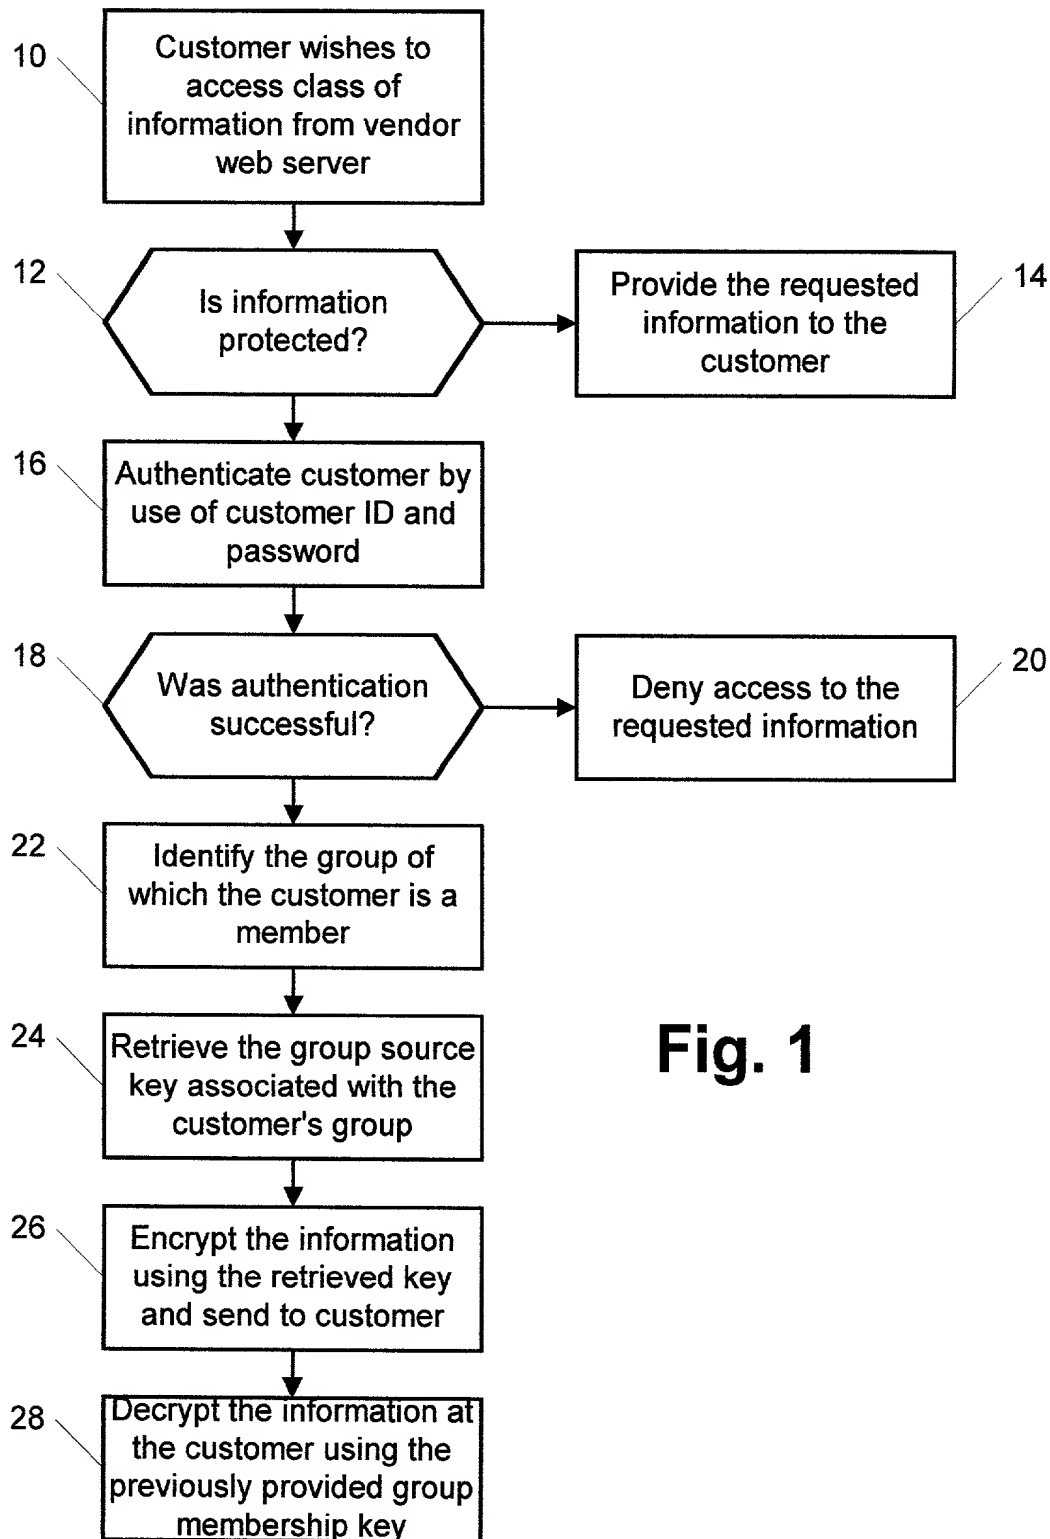 10
Customer wishes to
access class of
information from vendor
web server
12
Is information
protected?
Provide the requested
information to the
customer
14
16
Authenticate customer by
use of customer ID and
password
18
Was authentication
successful?
Deny access to the
requested information
20
22
Identify the group of
which the customer is a
member
24
Retrieve the group source
key associated with the
customer's group
Fig. 1
26
Encrypt the information
using the retrieved key
and send to customer
28
Decrypt the information at
the customer using the
previously provided group
membership key